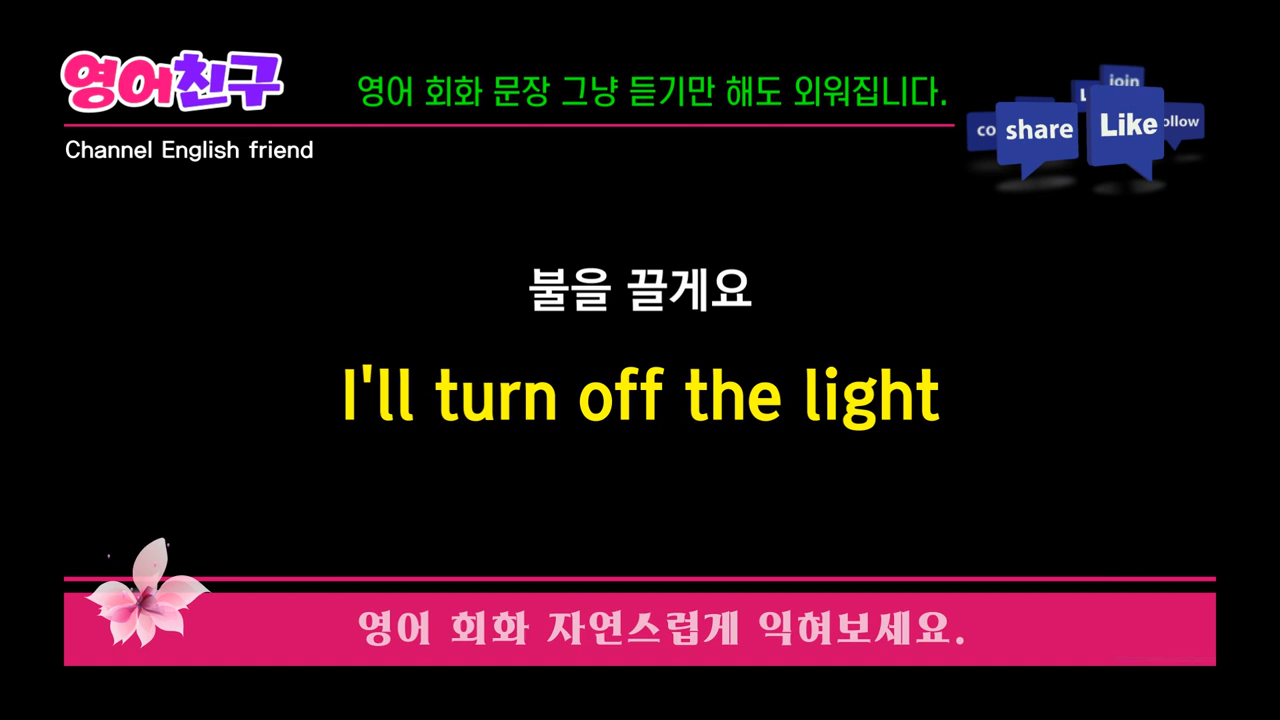 영어친구
영어 회화 문장 그냥 듣기만 해도 외워집니다.
Channel English friend
join
share
Like
불을 끌게요
I'll turn off the light
영어 회화 자연스럽게 익혀보세요.